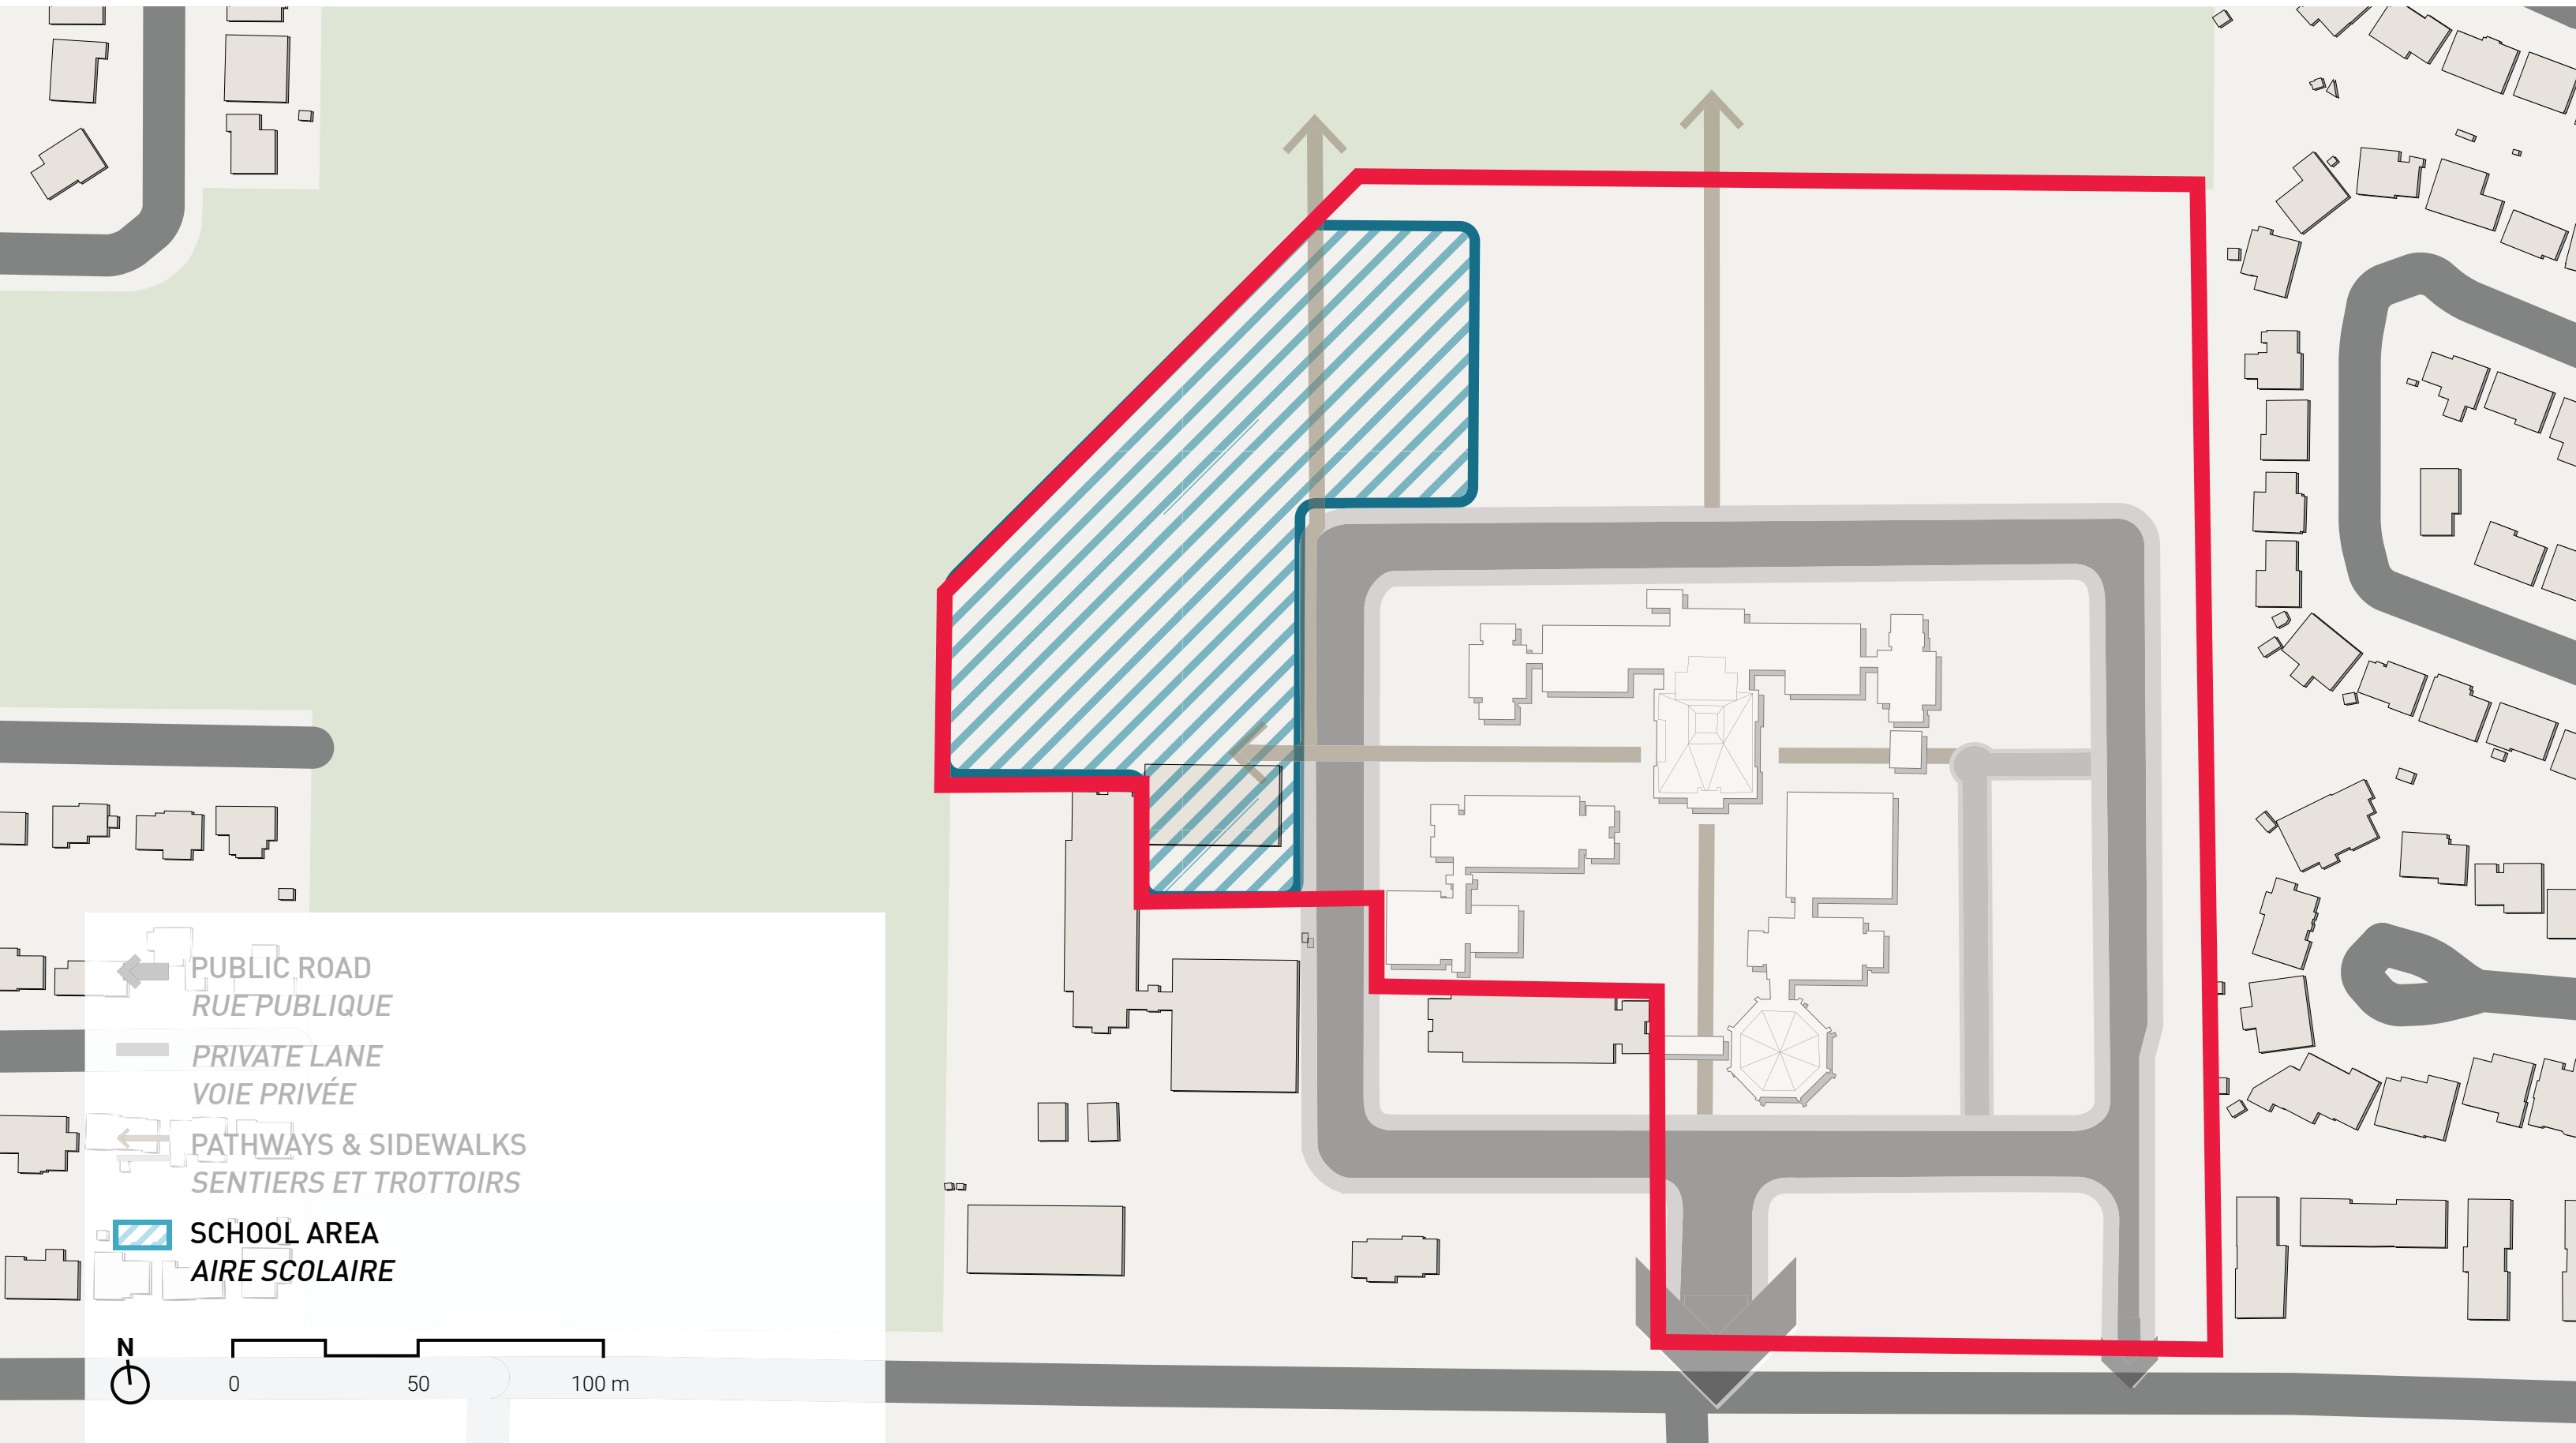 PUBLIC ROAD
RUE PUBLIQUE
PRIVATE LANE
VOIE PRIVÉE
PATHWAYS & SIDEWALKS
SENTIERS ET TROTTOIRS
SCHOOL AREA
AIRE SCOLAIRE
N
0 50 100 m